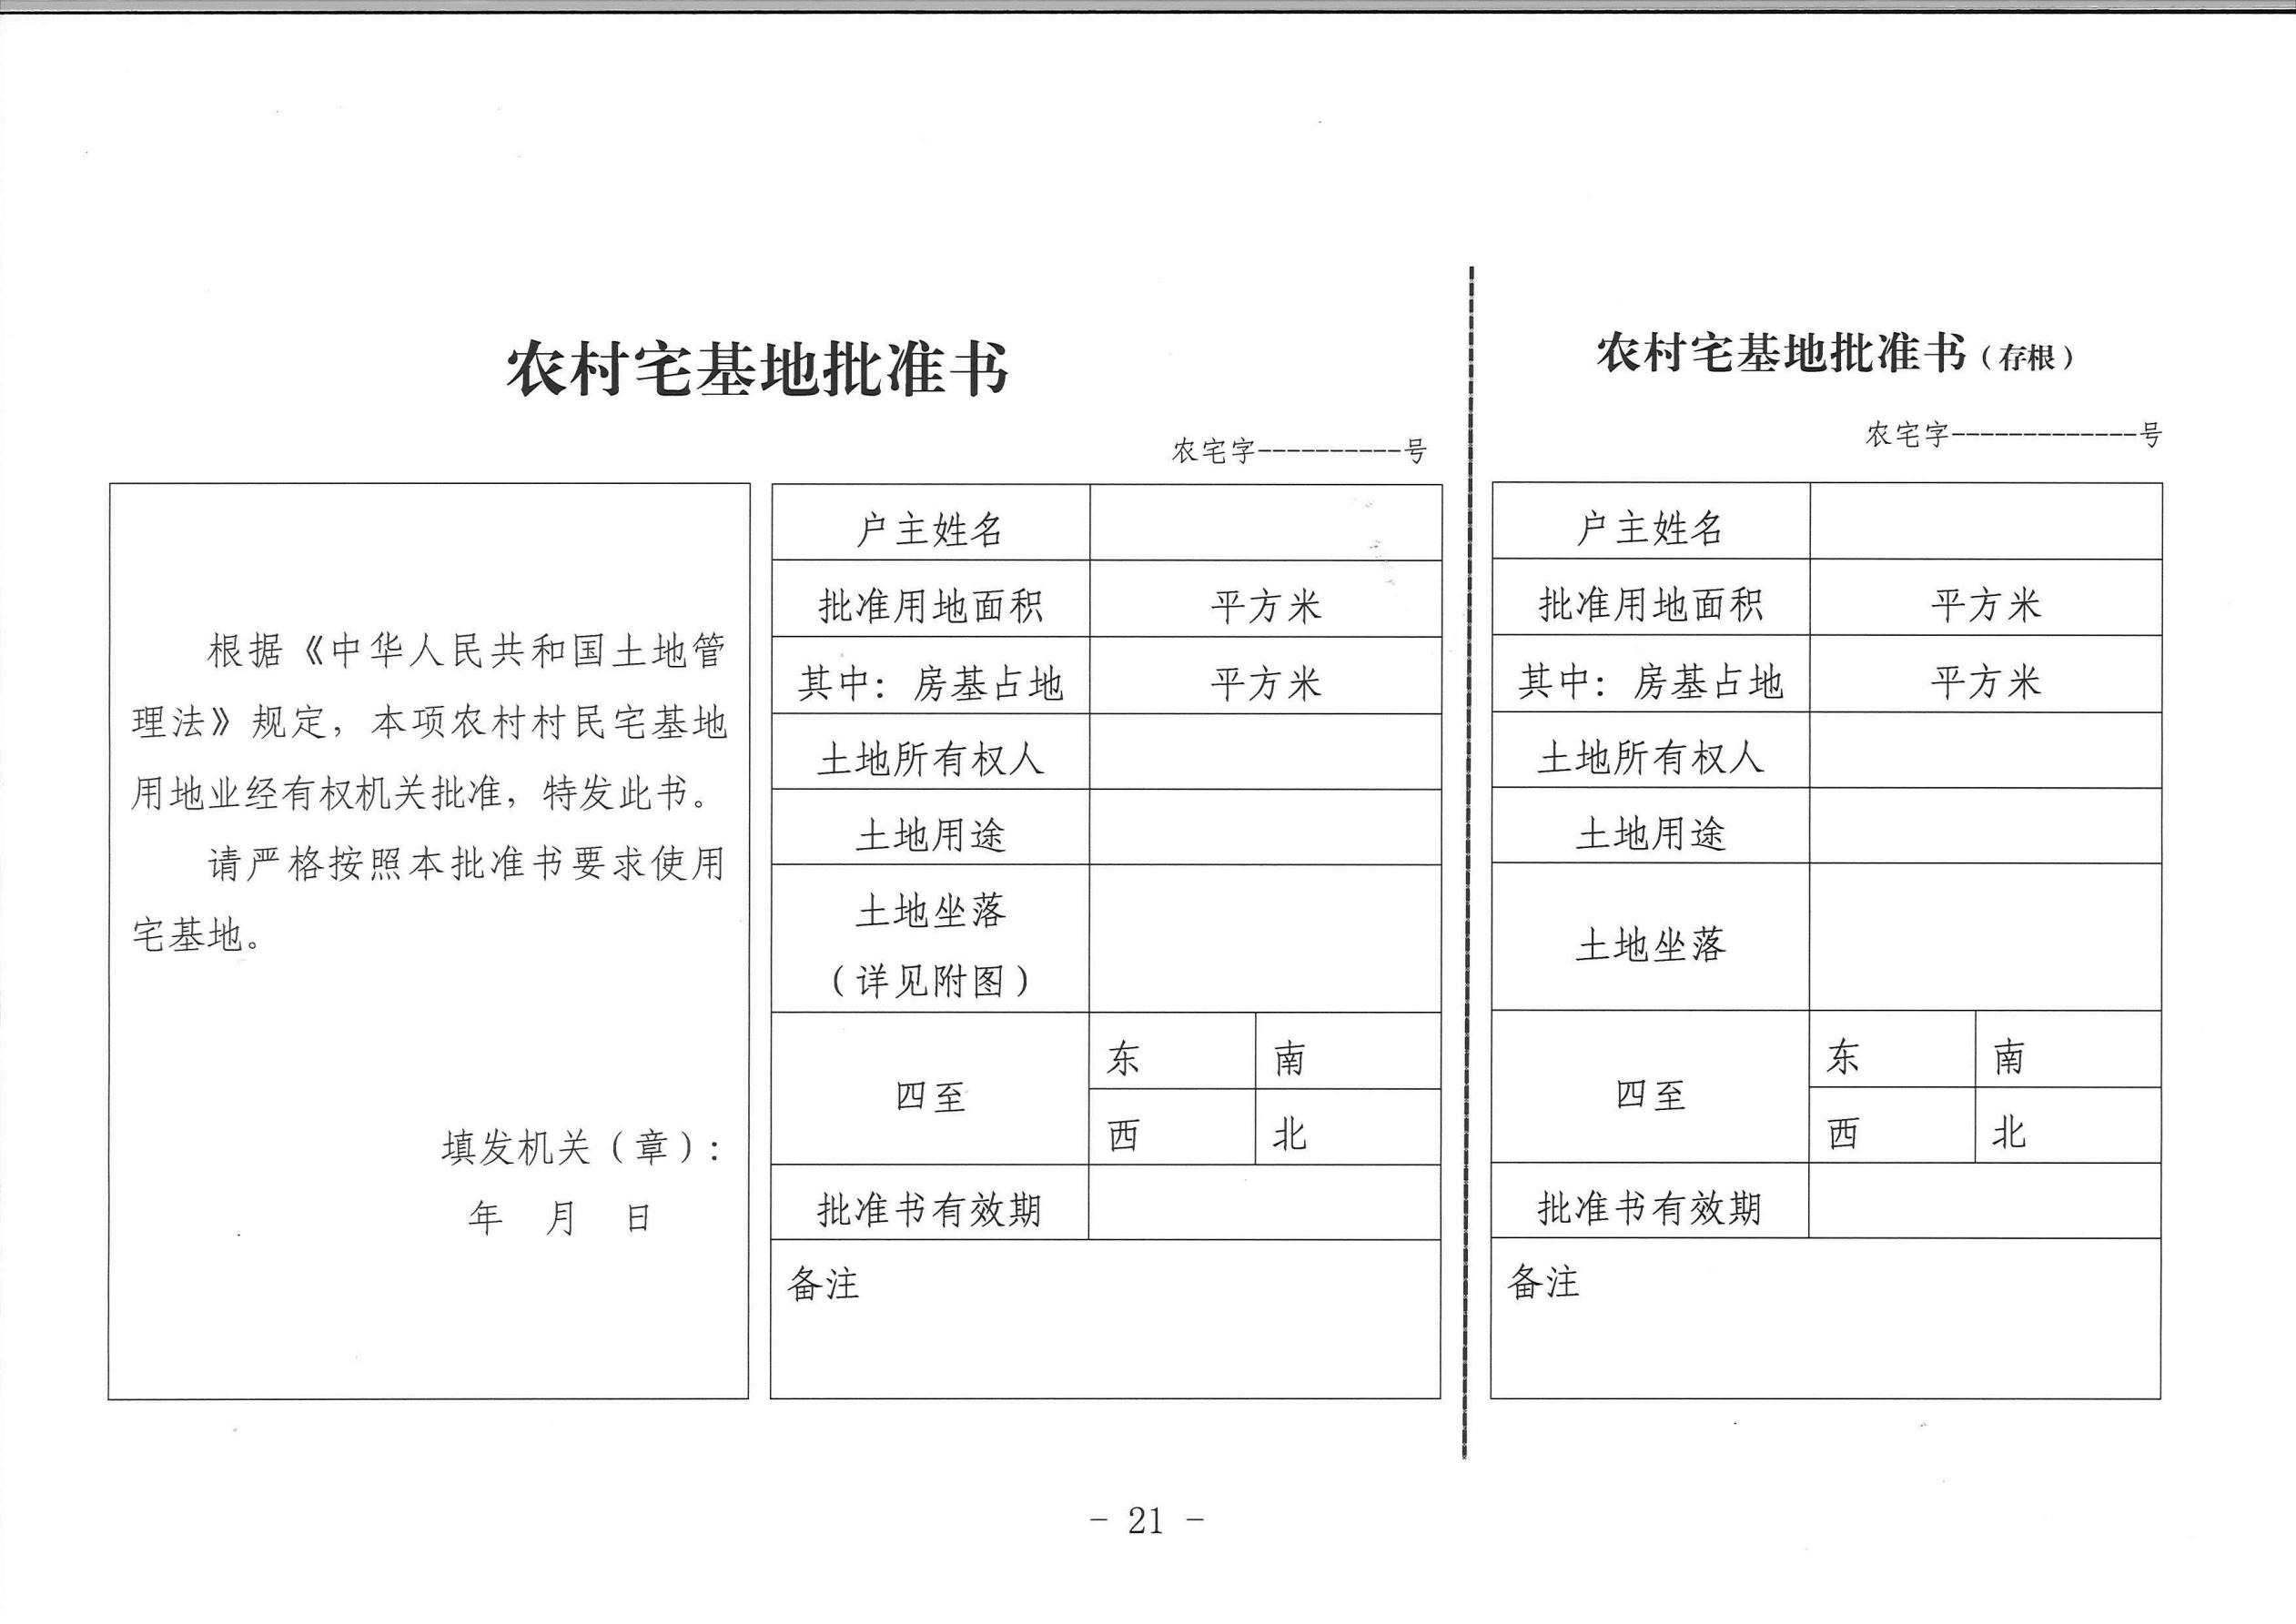 农村宅基地批准书
农宅字----------号
根据《中华人民共和国土地管
理法》规定，本项农村村民宅基地
用地业经有权机关批准，特发此书。
请严格按照本批准书要求使用
宅基地。
填发机关（章）：
年 月 日
户主姓名
批准用地面积 平方米
其中：房基占地 平方米
土地所有权人
土地用途
土地坐落
（详见附图）
四至
东 南
西 北
批准书有效期
备注
农村宅基地批准书（存根）
农宅字-------------号
户主姓名
批准用地面积 平方米
其中：房基占地 平方米
土地所有权人
土地用途
土地坐落
四至
东 南
西 北
批准书有效期
备注
- 21 -